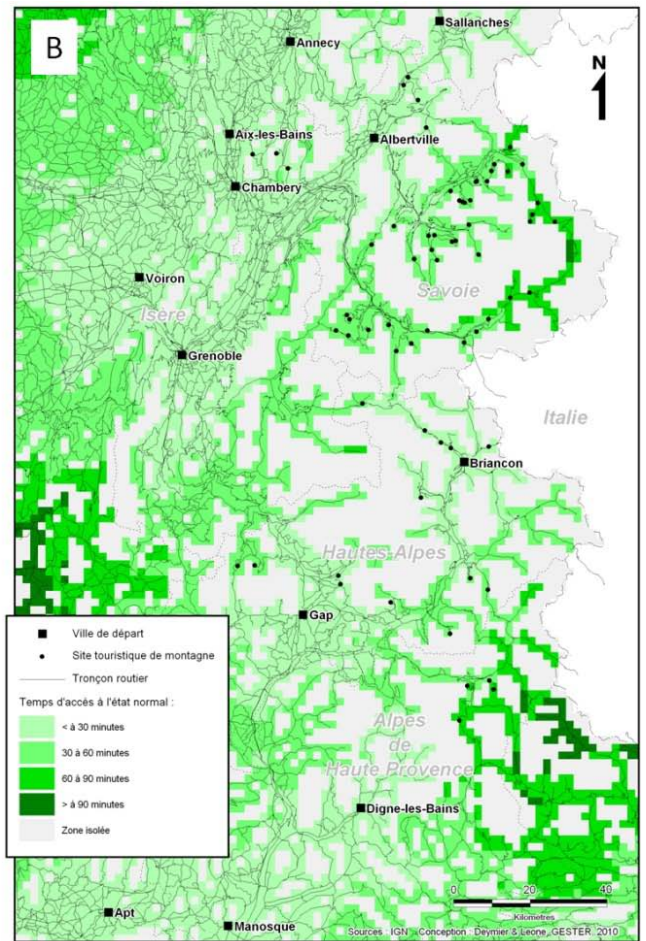 B
Sallanches
Annecy
N
Aix-les-Bains
Albertville
Chambery
Voiron
Savoie
Isère
Grenoble
Italie
Briancon
Hautes Alpes
Gap
Ville de départ
Site touristique de montagne
Tronçon routier
Temps d'accès à l'état normal :
< à 30 minutes
30 à 60 minutes
60 à 90 minutes
> à 90 minutes
Zone isolée
Alpes
de
Haute Provence
Digne-les-Bains
0 20 40
Kilometres
Apt
Manosque
Sources : IGN Conception : Deymier & Leone, GESTER 2010